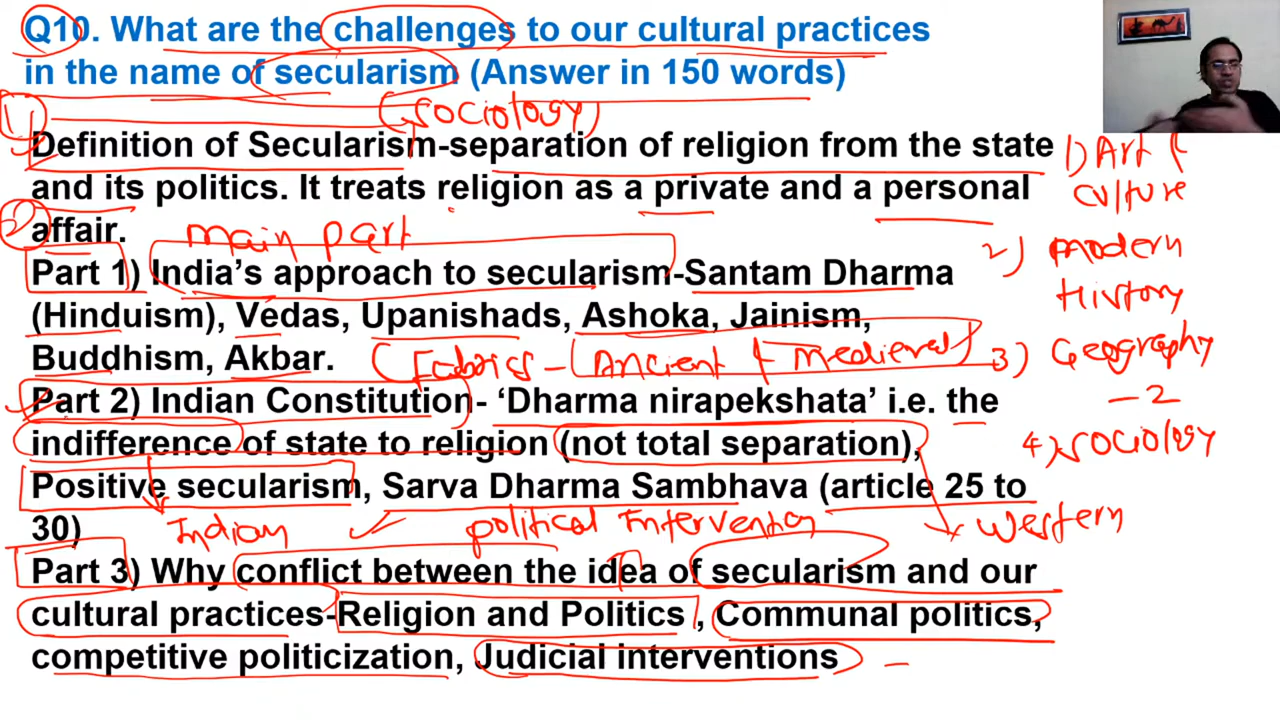 Q10. What are the challenges to our cultural practices
in the name of secularism (Answer in 150 words)
1)
(sociology)
Definition of Secularism-separation of religion from the state
and its politics. It treats religion as a private and a personal
affair.
2)
main part
Part 1) India's approach to secularism-Santam Dharma
(Hinduism), Vedas, Upanishads, Ashoka, Jainism,
Buddhism, Akbar.
(Fabrics - Ancient & medieval)
Part 2) Indian Constitution- 'Dharma nirapekshata' i.e. the
indifference of state to religion (not total separation),
Positive secularism, Sarva Dharma Sambhava (article 25 to
30)
Indian
political Intervention
Western
Part 3) Why conflict between the idea of secularism and our
cultural practices-Religion and Politics , Communal politics,
competitive politicization, Judicial interventions
1) Art &
culture
2) modern
History
3) Geography
-2
4) sociology